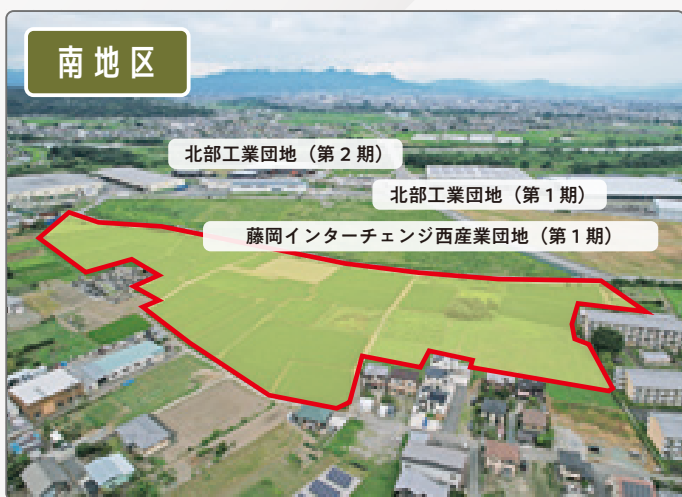 南地区
北部工業団地（第２期）
北部工業団地（第１期）
藤岡インターチェンジ西産業団地（第１期）